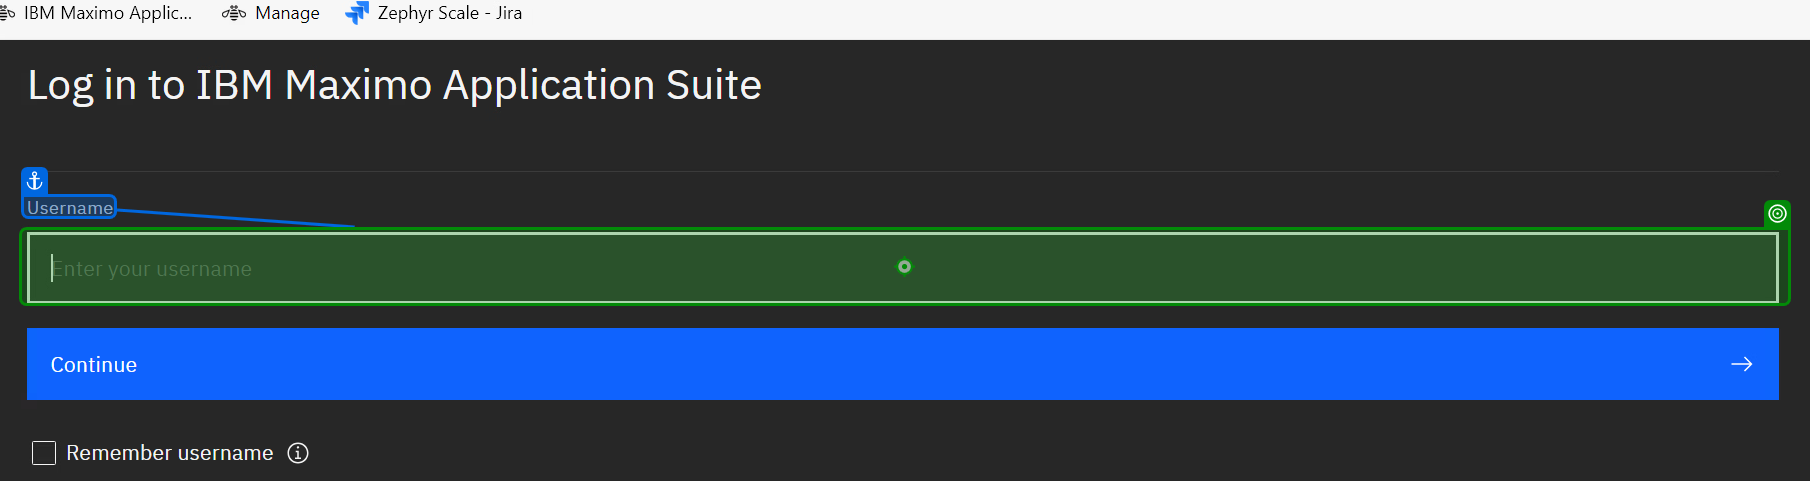 IBM Maximo Applic... Manage Zephyr Scale - Jira
Log in to IBM Maximo Application Suite
Username
Enter your username
Continue
Remember username